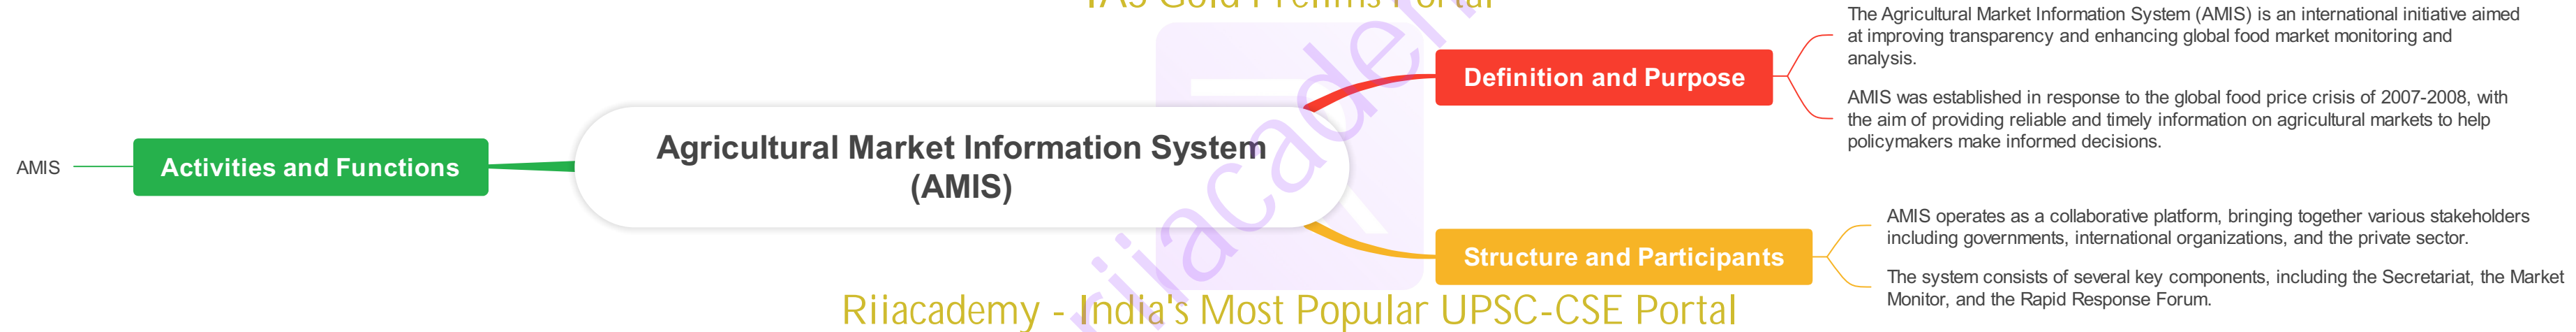 IAS Gold Prelims Portal
The Agricultural Market Information System (AMIS) is an international initiative aimed
at improving transparency and enhancing global food market monitoring and
analysis.
Definition and Purpose
AMIS was established in response to the global food price crisis of 2007-2008, with
the aim of providing reliable and timely information on agricultural markets to help
policymakers make informed decisions.
Agricultural Market Information System
(AMIS)
Activities and Functions
AMIS
Structure and Participants
AMIS operates as a collaborative platform, bringing together various stakeholders
including governments, international organizations, and the private sector.
The system consists of several key components, including the Secretariat, the Market
Monitor, and the Rapid Response Forum.
Riiacademy - India's Most Popular UPSC-CSE Portal